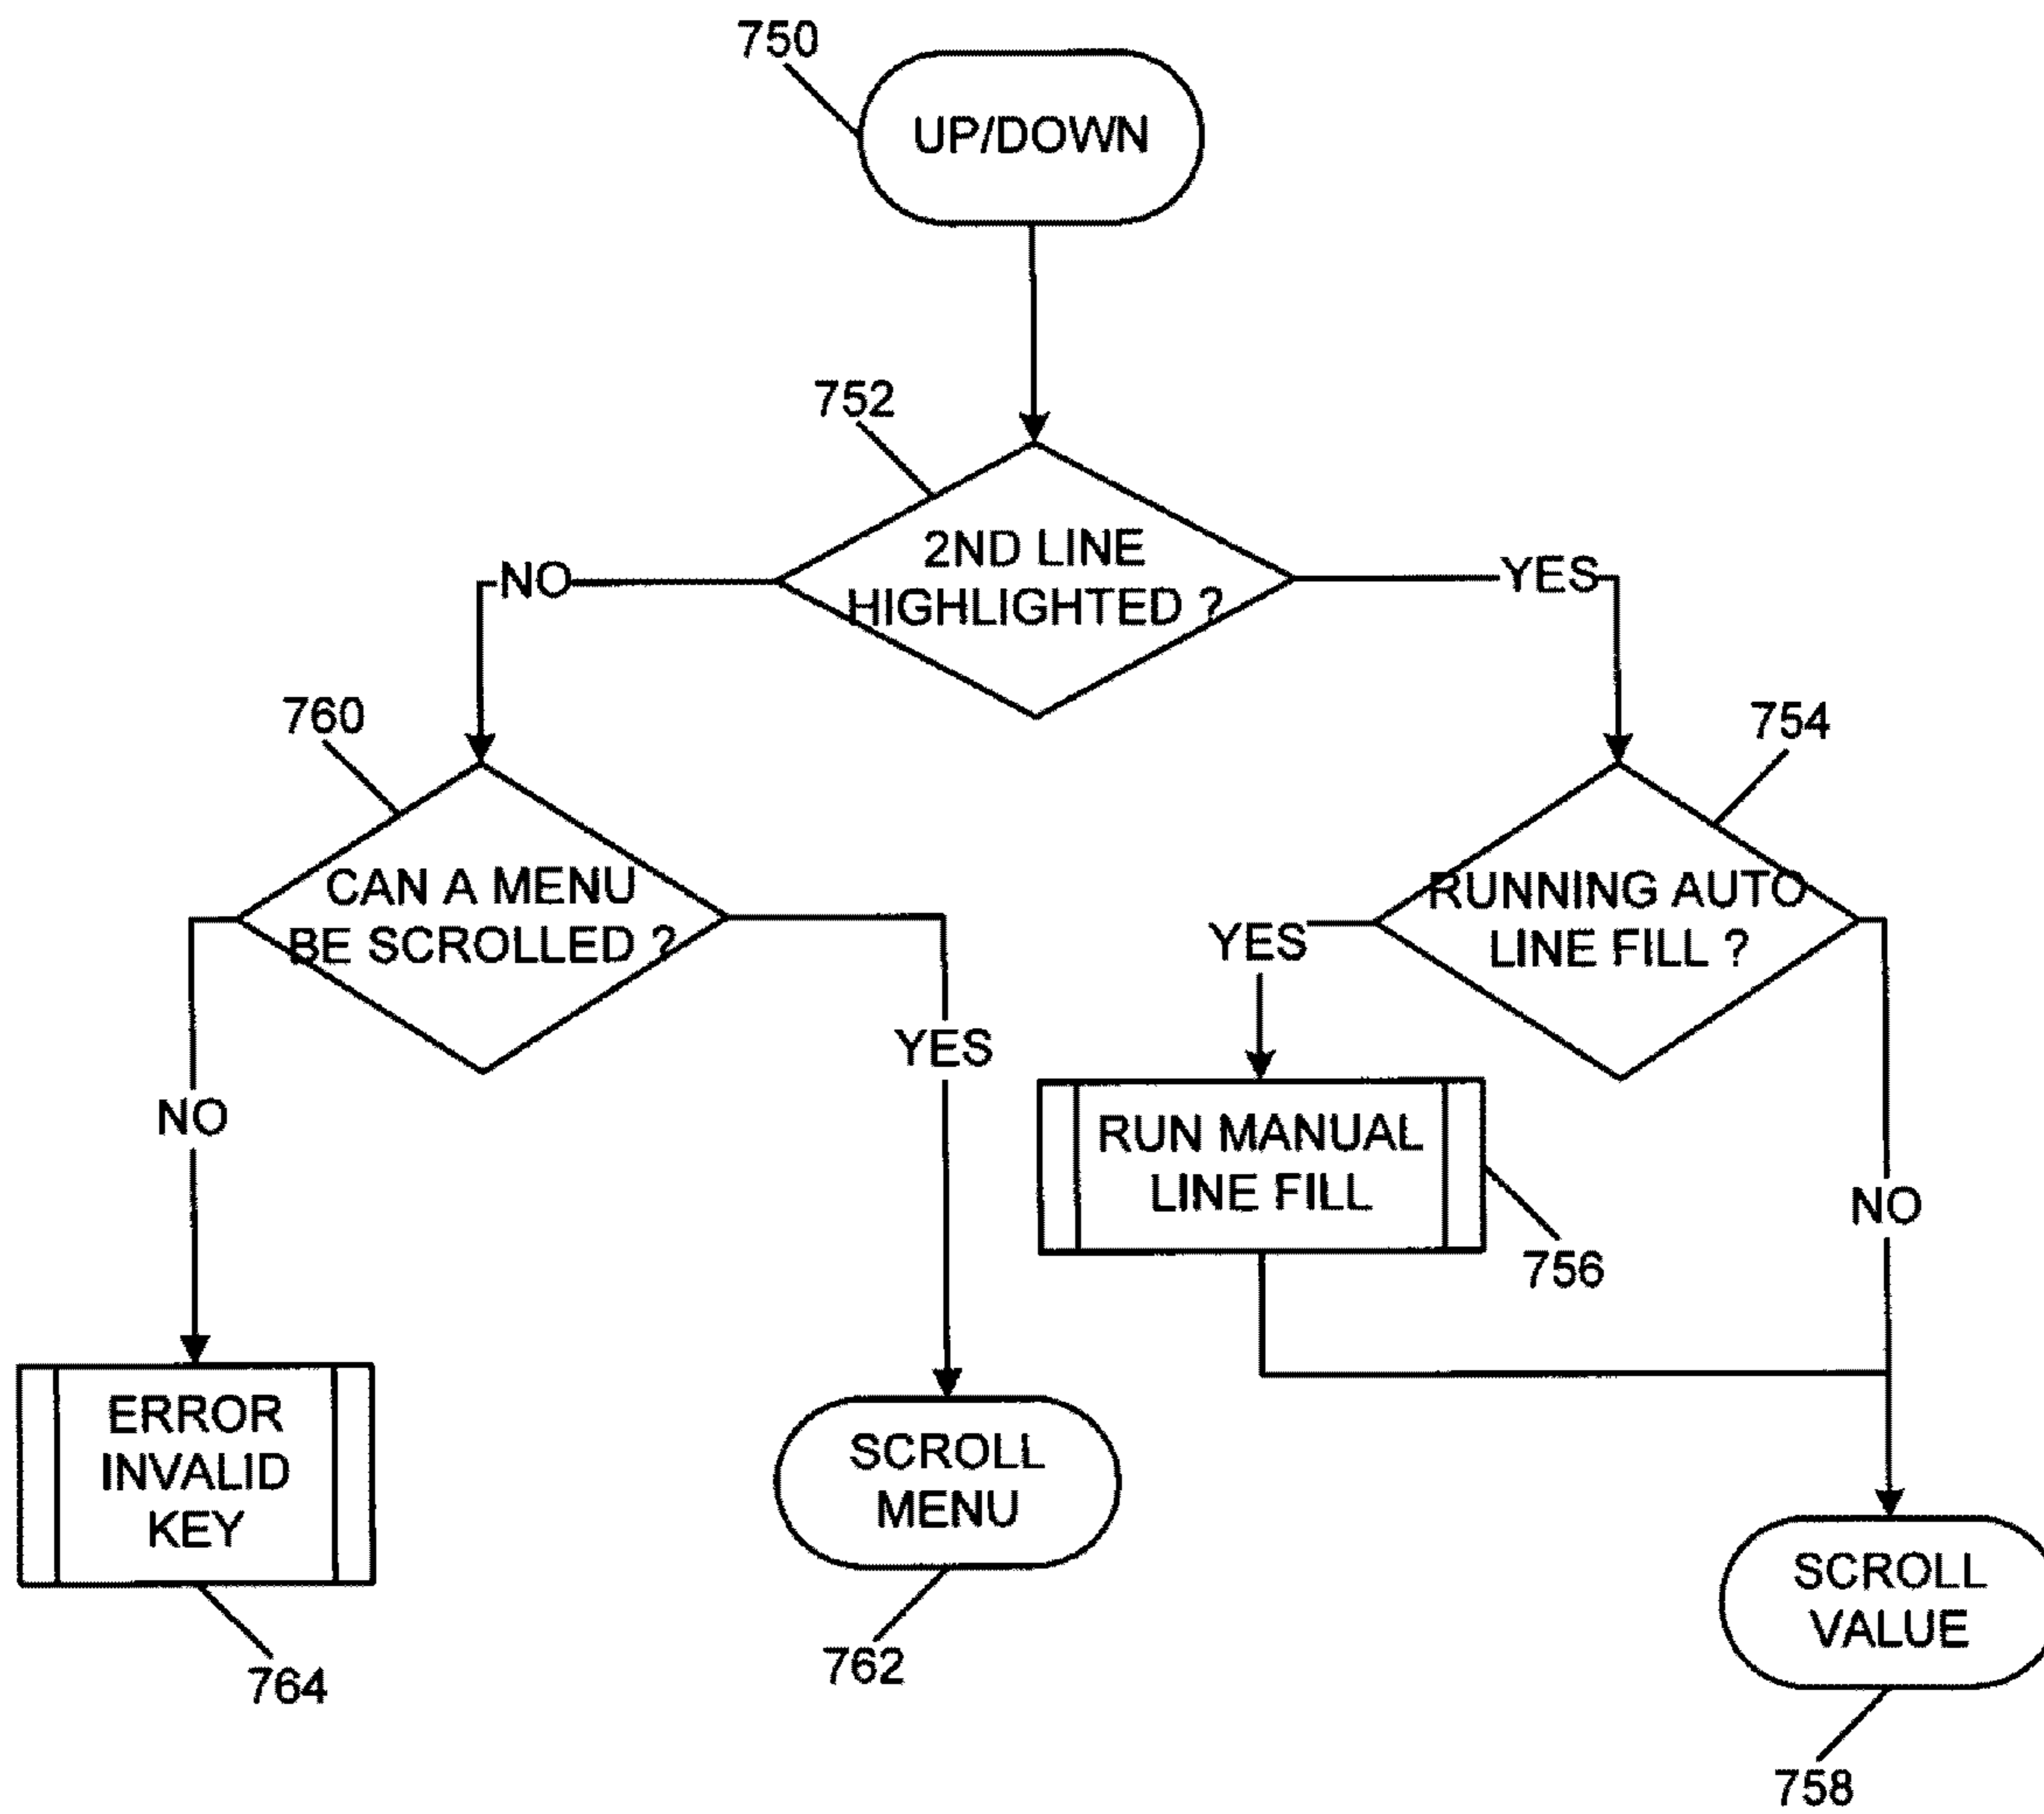 750
UP/DOWN
752
2ND LINE
HIGHLIGHTED ?
NO
YES
760
754
CAN A MENU
BE SCROLLED ?
RUNNING AUTO
LINE FILL ?
YES
NO
YES
NO
RUN MANUAL
LINE FILL
756
ERROR
INVALID
KEY
764
SCROLL
MENU
762
SCROLL
VALUE
758